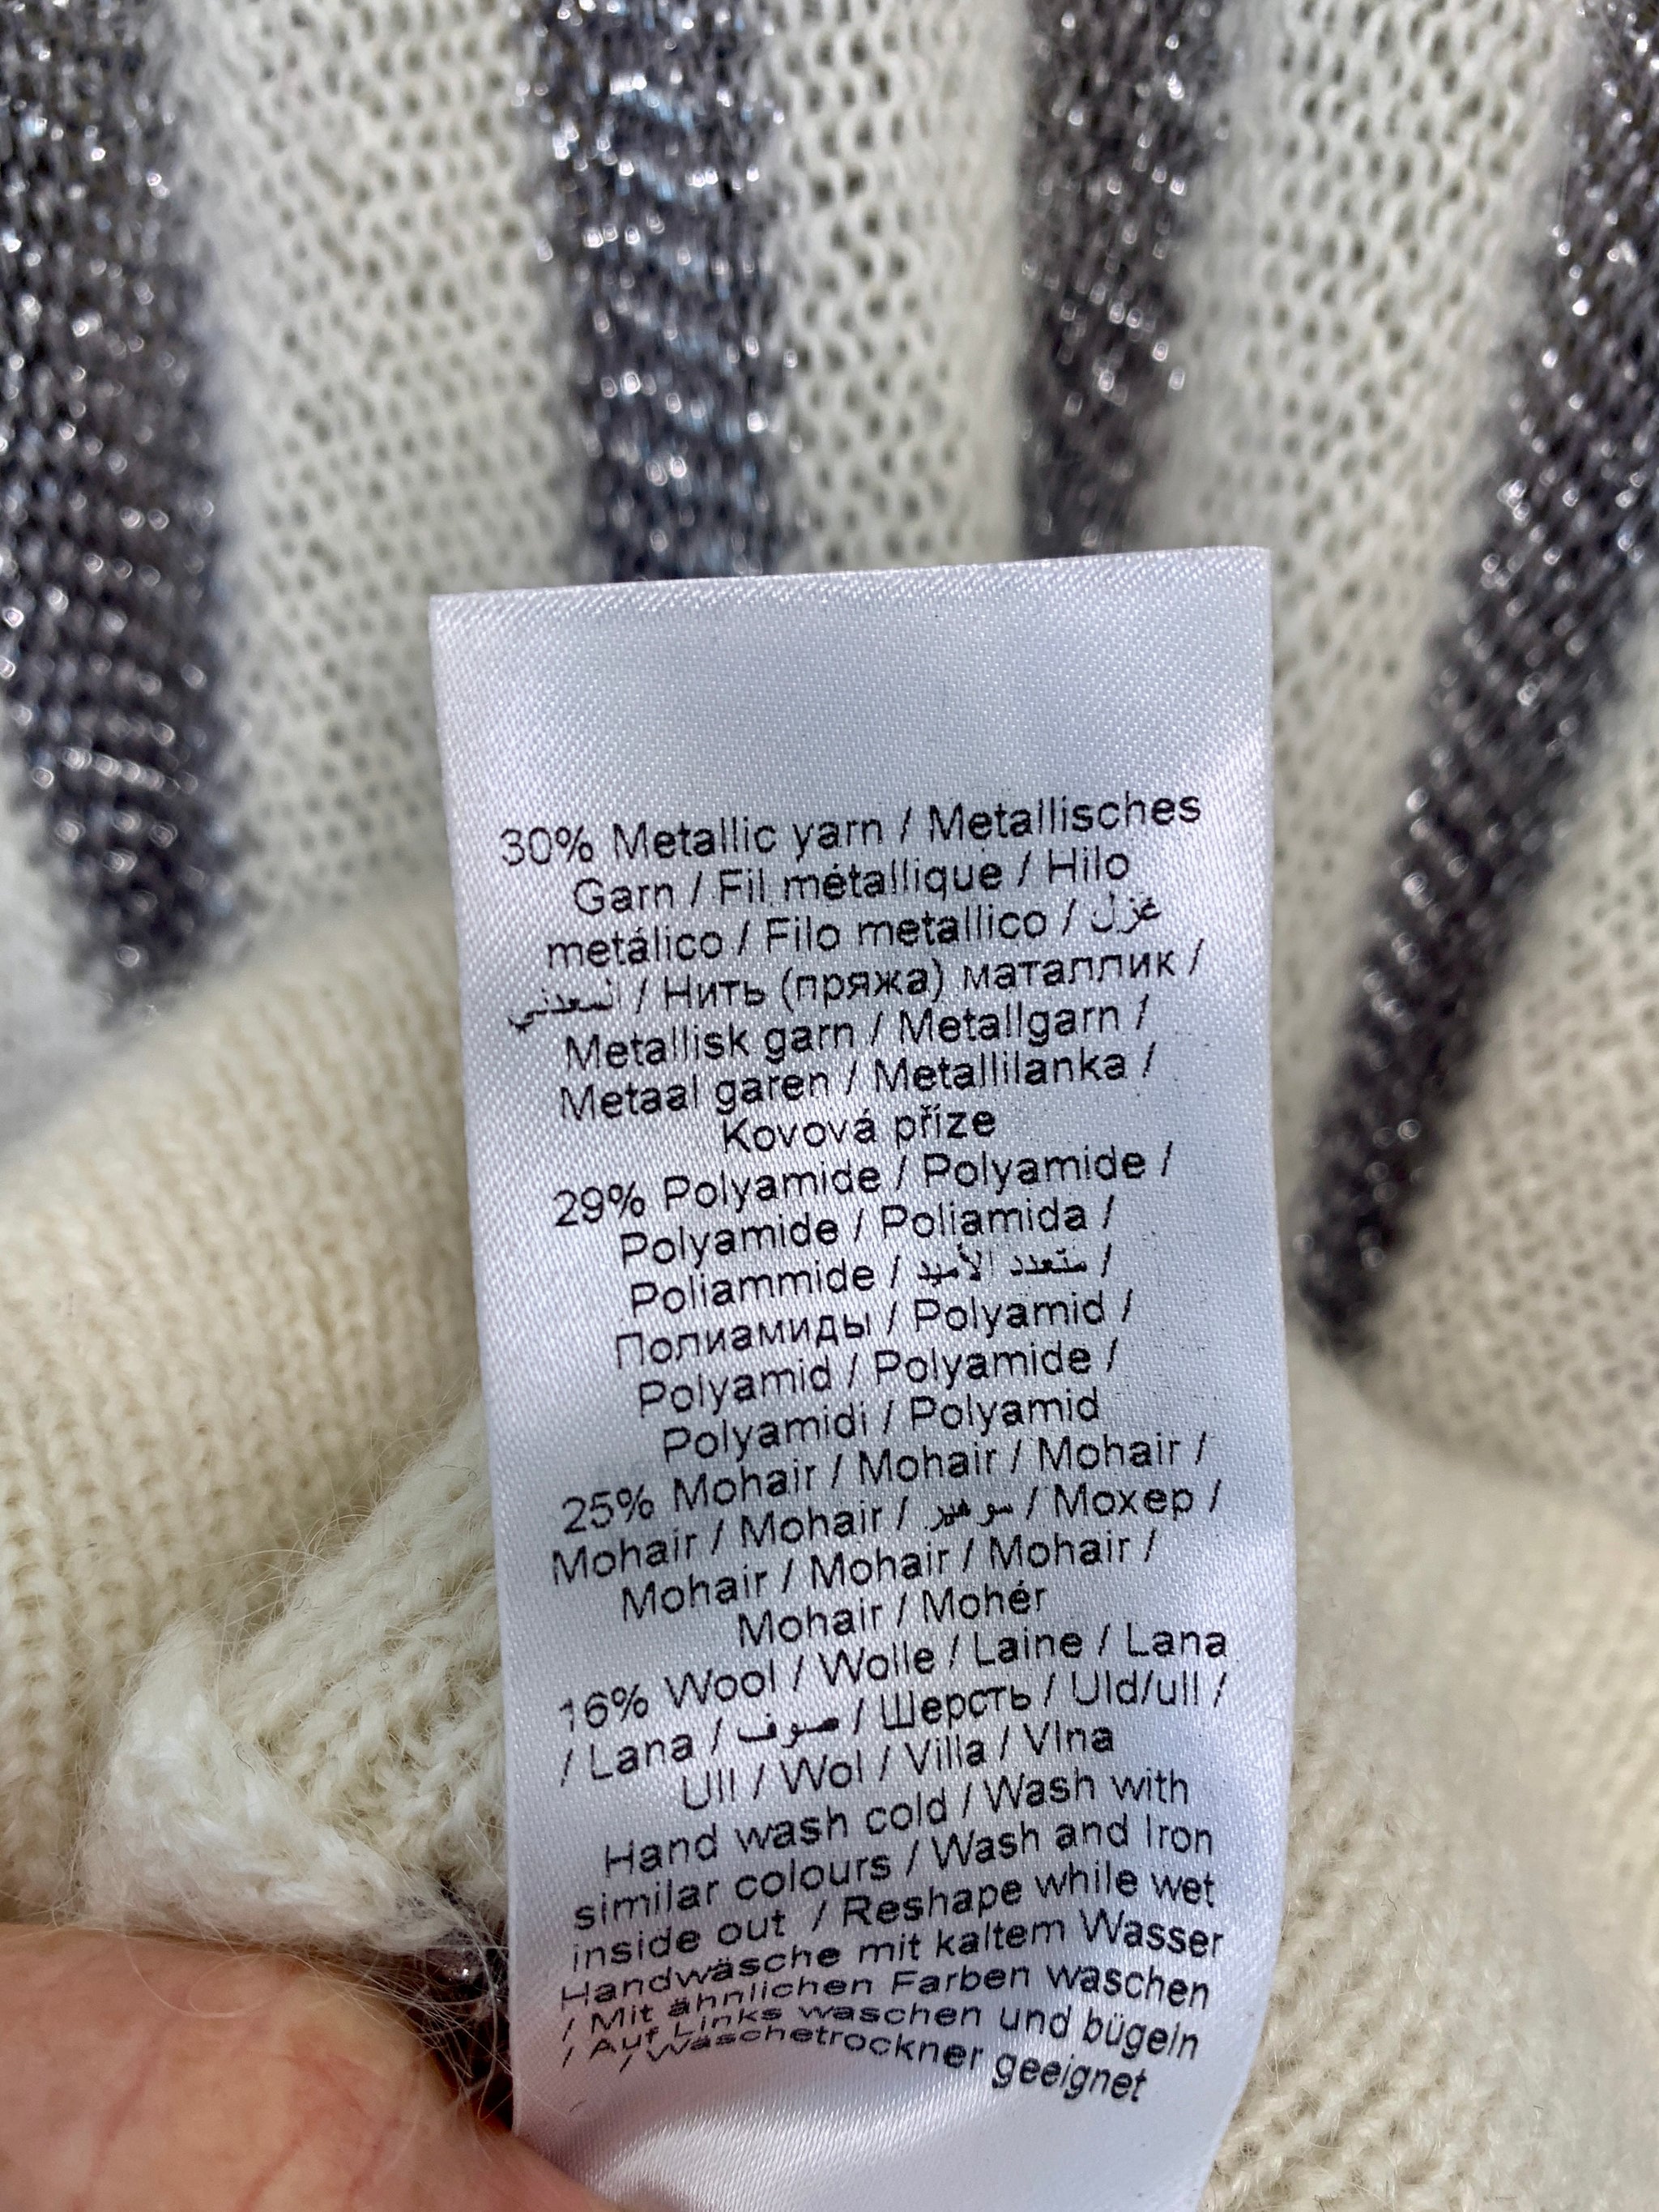 30% Metallic yarn / Metallisches
Garn / Fil métallique / Hilo
metálico / Filo metallico / غزل
المعدني / Нить (пряжа) маталлик /
Metallisk garn / Metallgarn /
Metaal garen / Metallilanka /
Kovová příze
29% Polyamide / Polyamide /
Polyamide / Poliamida /
Poliammide / متعدد الأميد /
Полиамиды / Polyamid /
Polyamid / Polyamide /
Polyamidi / Polyamid
25% Mohair / Mohair / Mohair /
Mohair / Mohair / موهير / Мохер /
Mohair / Mohair / Mohair /
Mohair / Mohér
16% Wool / Wolle / Laine / Lana
/ Lana / صوف / Шерсть / Uld/ull /
Ull / Wol / Villa / Vlna
Hand wash cold / Wash with
similar colours / Wash and Iron
inside out / Reshape while wet
Handwäsche mit kaltem Wasser
/ Mit ähnlichen Farben waschen
/ Auf Links waschen und bügeln
/ Wäschetrockner geeignet